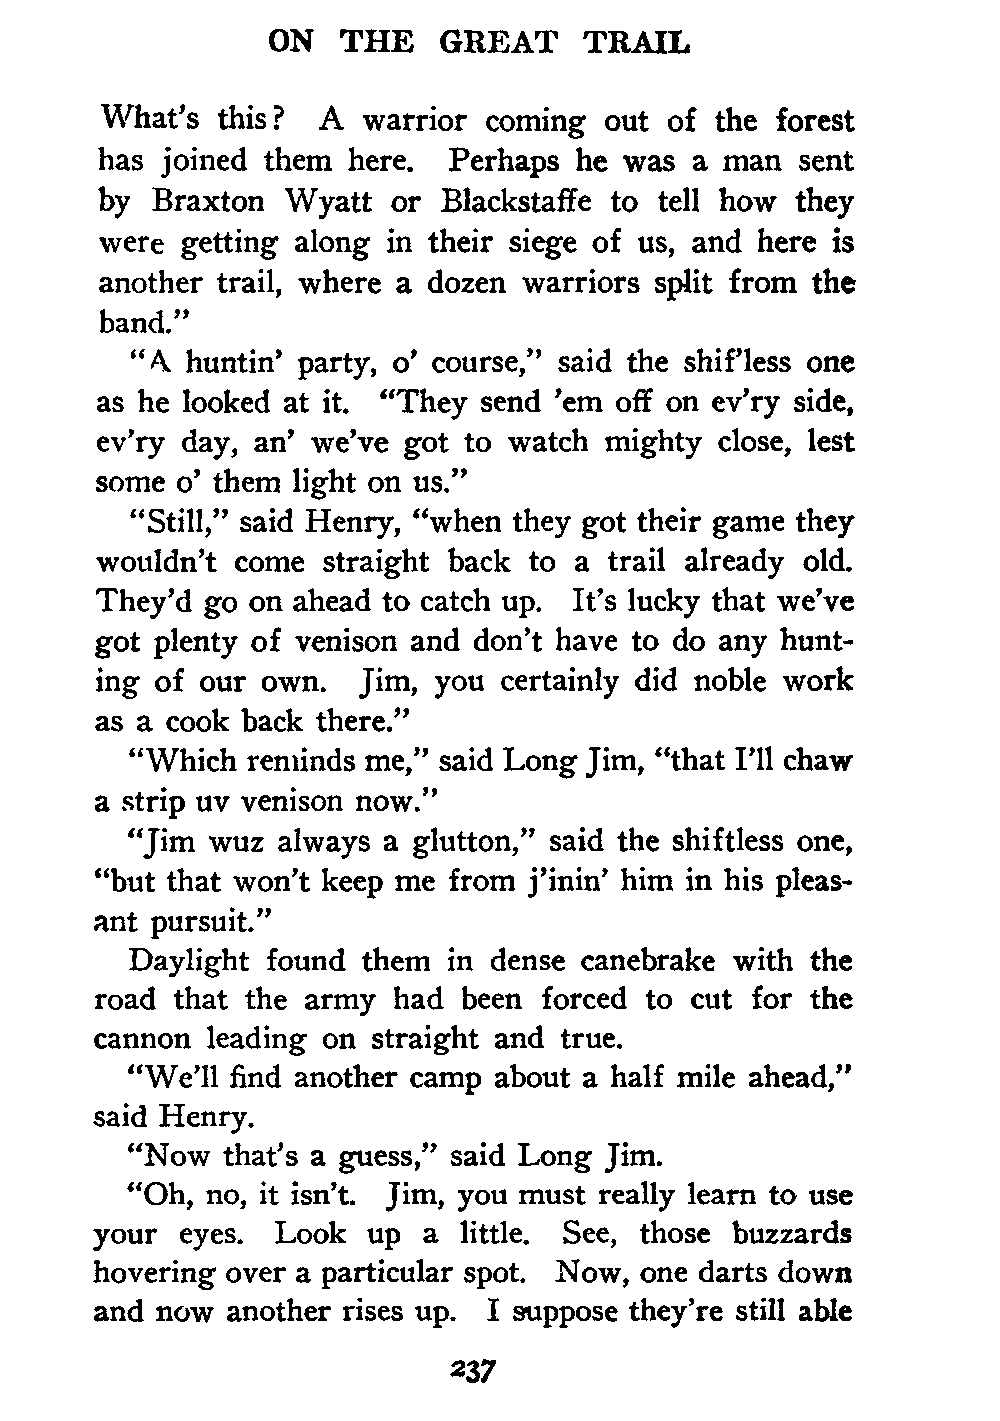 ON THE GREAT TRAIL
What's this? A warrior coming out of the forest
has joined them here. Perhaps he was a man sent
by Braxton Wyatt or Blackstaffe to tell how they
were getting along in their siege of us, and here is
another trail, where a dozen warriors split from the
band."
"A huntin' party, o' course," said the shif'less one
as he looked at it. "They send 'em off on ev'ry side,
ev'ry day, an' we've got to watch mighty close, lest
some o' them light on us."
"Still," said Henry, "when they got their game they
wouldn't come straight back to a trail already old.
They'd go on ahead to catch up. It's lucky that we've
got plenty of venison and don't have to do any hunt-
ing of our own. Jim, you certainly did noble work
as a cook back there."
"Which reminds me," said Long Jim, "that I'll chaw
a strip uv venison now."
"Jim wuz always a glutton," said the shiftless one,
"but that won't keep me from j'inin' him in his pleas-
ant pursuit."
Daylight found them in dense canebrake with the
road that the army had been forced to cut for the
cannon leading on straight and true.
"We'll find another camp about a half mile ahead,"
said Henry.
"Now that's a guess," said Long Jim.
"Oh, no, it isn't. Jim, you must really learn to use
your eyes. Look up a little. See, those buzzards
hovering over a particular spot. Now, one darts down
and now another rises up. I suppose they're still able
237